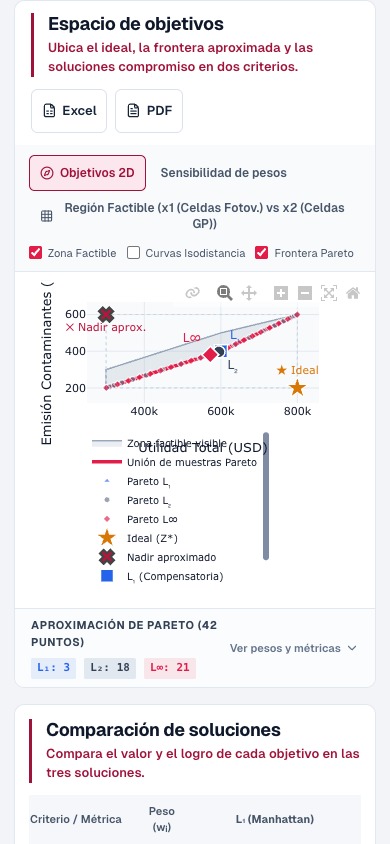 Espacio de objetivos
Ubica el ideal, la frontera aproximada y las
soluciones compromiso en dos criterios.
Excel
PDF
Objetivos 2D
Sensibilidad de pesos
Región Factible (x1 (Celdas Fotov.) vs x2 (Celdas
GP))
Zona Factible
Curvas Isodistancia
Frontera Pareto
Emisión Contaminantes (
600
400
200
Nadir aprox.
L∞
L₁
L₂
Ideal
400k
600k
800k
Utilidad Total (USD)
Zona factible visible
Unión de muestras Pareto
Pareto L₁
Pareto L₂
Pareto L∞
Ideal (Z*)
Nadir aproximado
L₁ (Compensatoria)
APROXIMACIÓN DE PARETO (42
PUNTOS)
Ver pesos y métricas
L₁: 3
L₂: 18
L∞: 21
Comparación de soluciones
Compara el valor y el logro de cada objetivo en las
tres soluciones.
Criterio / Métrica
Peso
(wⱼ)
L₁ (Manhattan)